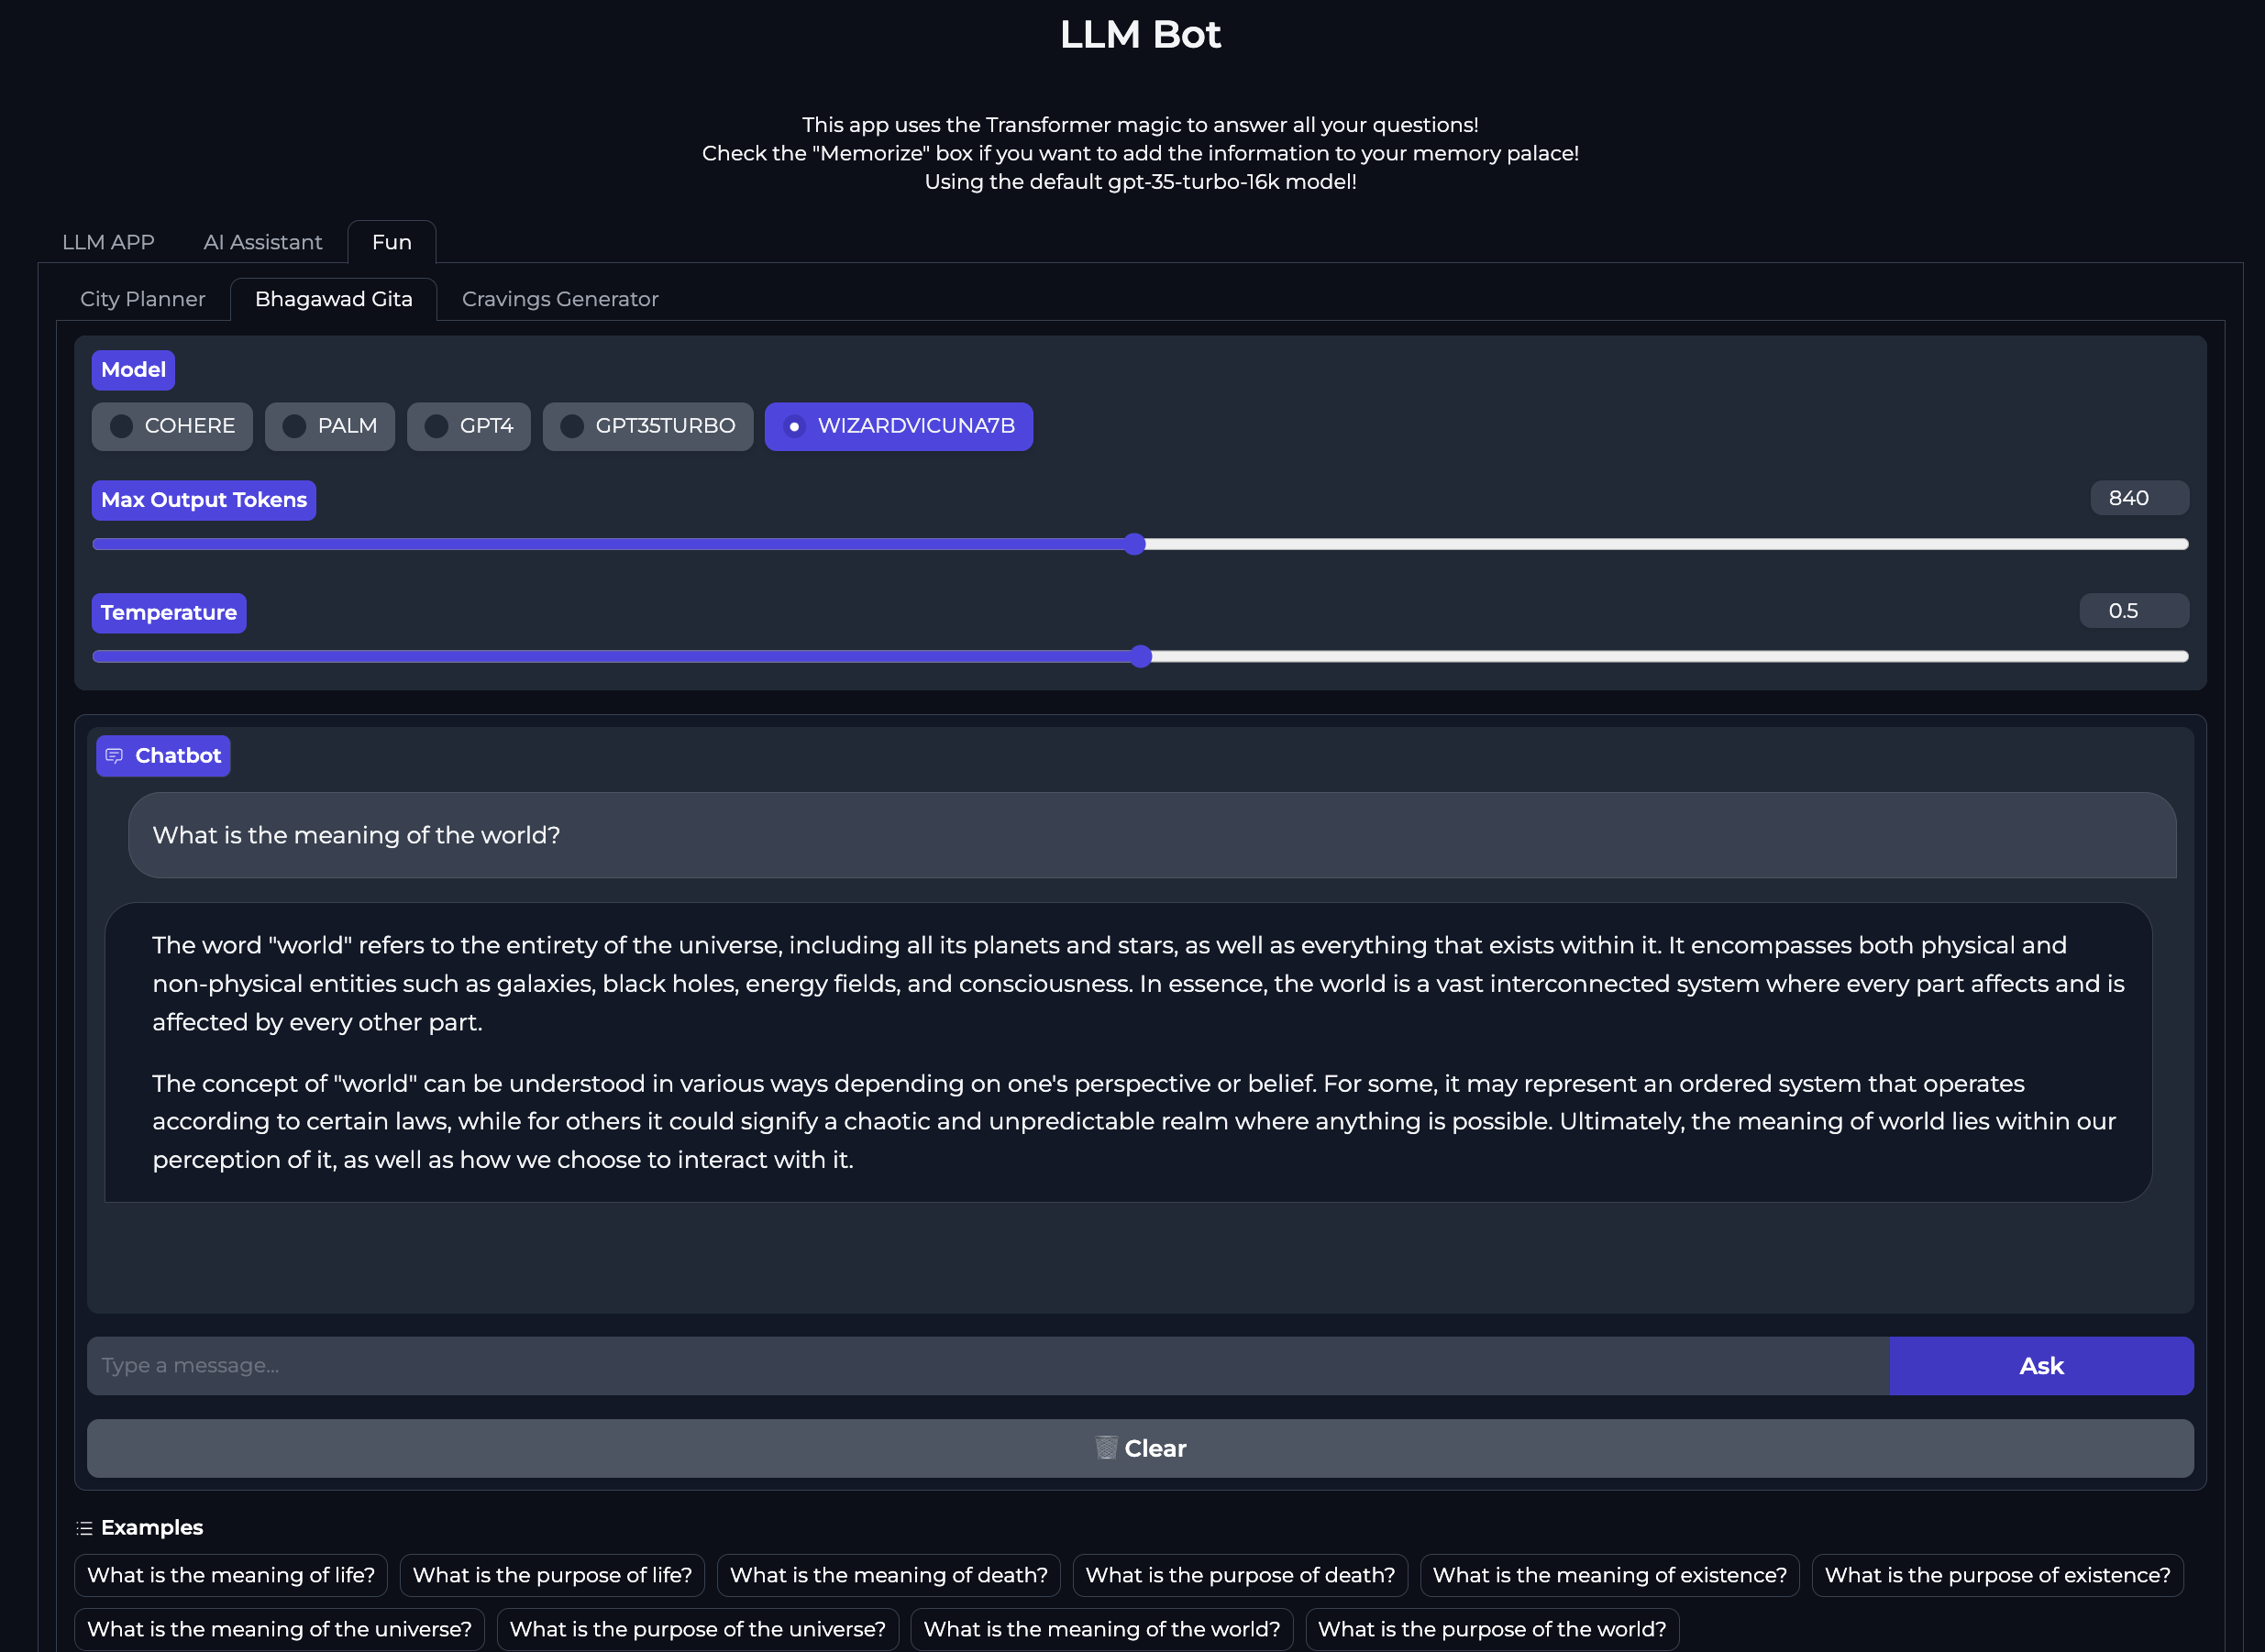 LLM Bot
This app uses the Transformer magic to answer all your questions!
Check the "Memorize" box if you want to add the information to your memory palace!
Using the default gpt-35-turbo-16k model!
LLM APP AI Assistant Fun
City Planner Bhagawad Gita Cravings Generator
Model
COHERE PALM GPT4 GPT35TURBO WIZARDVICUNA7B
Max Output Tokens 840
Temperature 0.5
Chatbot
What is the meaning of the world?
The word "world" refers to the entirety of the universe, including all its planets and stars, as well as everything that exists within it. It encompasses both physical and
non-physical entities such as galaxies, black holes, energy fields, and consciousness. In essence, the world is a vast interconnected system where every part affects and is
affected by every other part.
The concept of "world" can be understood in various ways depending on one's perspective or belief. For some, it may represent an ordered system that operates
according to certain laws, while for others it could signify a chaotic and unpredictable realm where anything is possible. Ultimately, the meaning of world lies within our
perception of it, as well as how we choose to interact with it.
Type a message... Ask
Clear
Examples
What is the meaning of life? What is the purpose of life? What is the meaning of death? What is the purpose of death? What is the meaning of existence? What is the purpose of existence?
What is the meaning of the universe? What is the purpose of the universe? What is the meaning of the world? What is the purpose of the world?